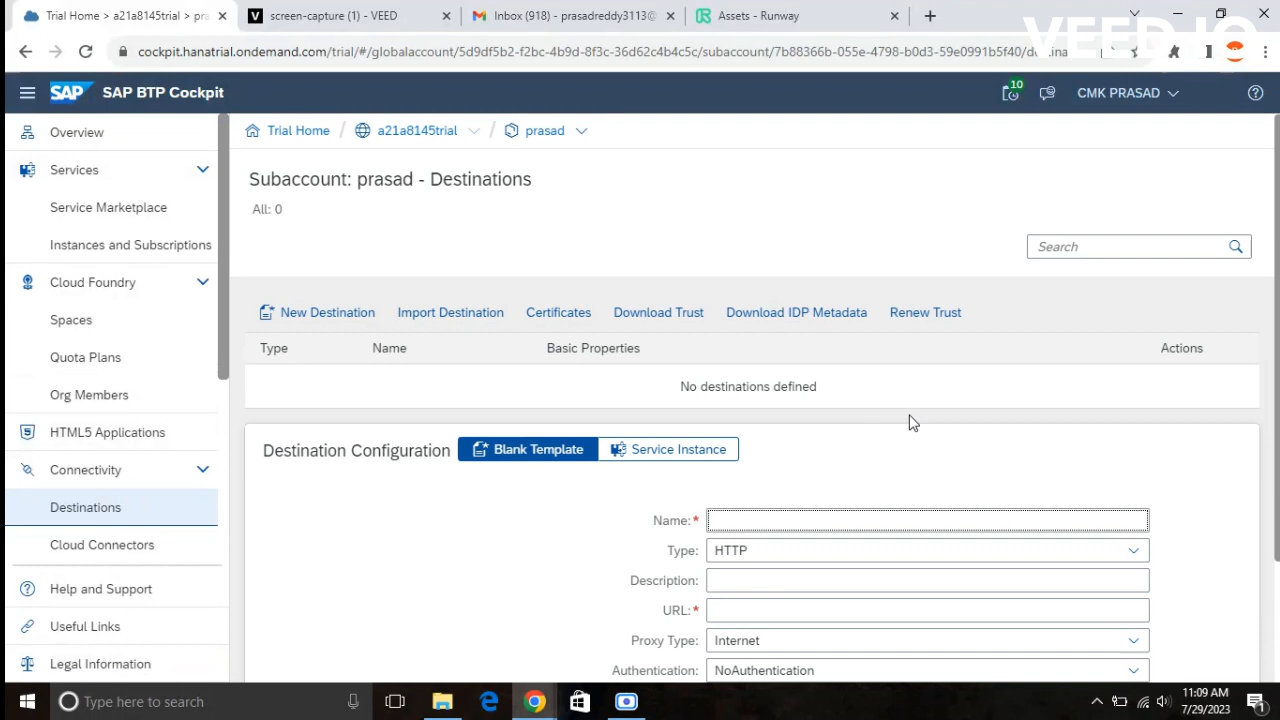 Trial Home > a21a8145trial > pra
screen-capture (1) - VEED
Inbox (918) - prasadreddy3113@
Assets - Runway
VEED.IO
cockpit.hanatrial.ondemand.com/trial/#/globalaccount/5d9df5b2-f2bc-4b9d-8f3c-36d62c4b4c5c/subaccount/7b88366b-055e-4798-b0d3-59e0991b5f40/destina
SAP
SAP BTP Cockpit
10
CMK PRASAD
Overview
Services
Service Marketplace
Instances and Subscriptions
Cloud Foundry
Spaces
Quota Plans
Org Members
HTML5 Applications
Connectivity
Destinations
Cloud Connectors
Help and Support
Useful Links
Legal Information
Trial Home / a21a8145trial / prasad
Subaccount: prasad - Destinations
All: 0
Search
New Destination Import Destination Certificates Download Trust Download IDP Metadata Renew Trust
Type Name Basic Properties Actions
No destinations defined
Destination Configuration Blank Template Service Instance
Name:*
Type: HTTP
Description:
URL:*
Proxy Type: Internet
Authentication: NoAuthentication
Type here to search
11:09 AM
7/29/2023
1